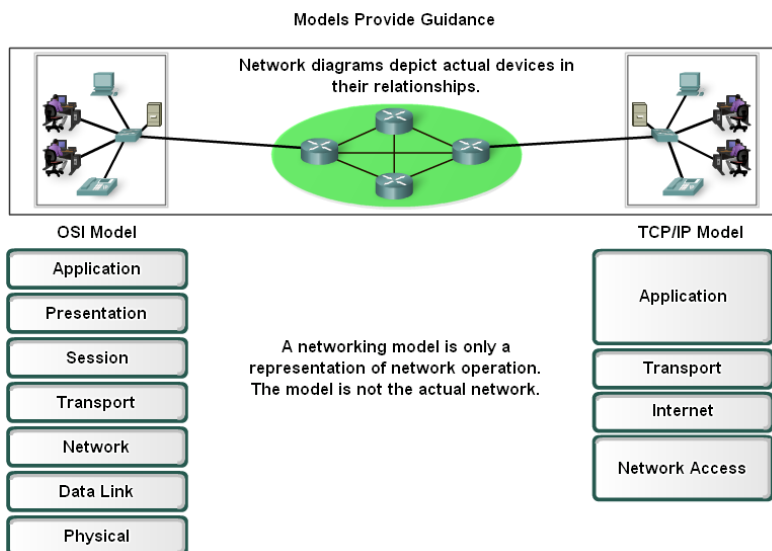 Models Provide Guidance
Network diagrams depict actual devices in
their relationships.
OSI Model
Application
Presentation
Session
Transport
Network
Data Link
Physical
A networking model is only a
representation of network operation.
The model is not the actual network.
TCP/IP Model
Application
Transport
Internet
Network Access